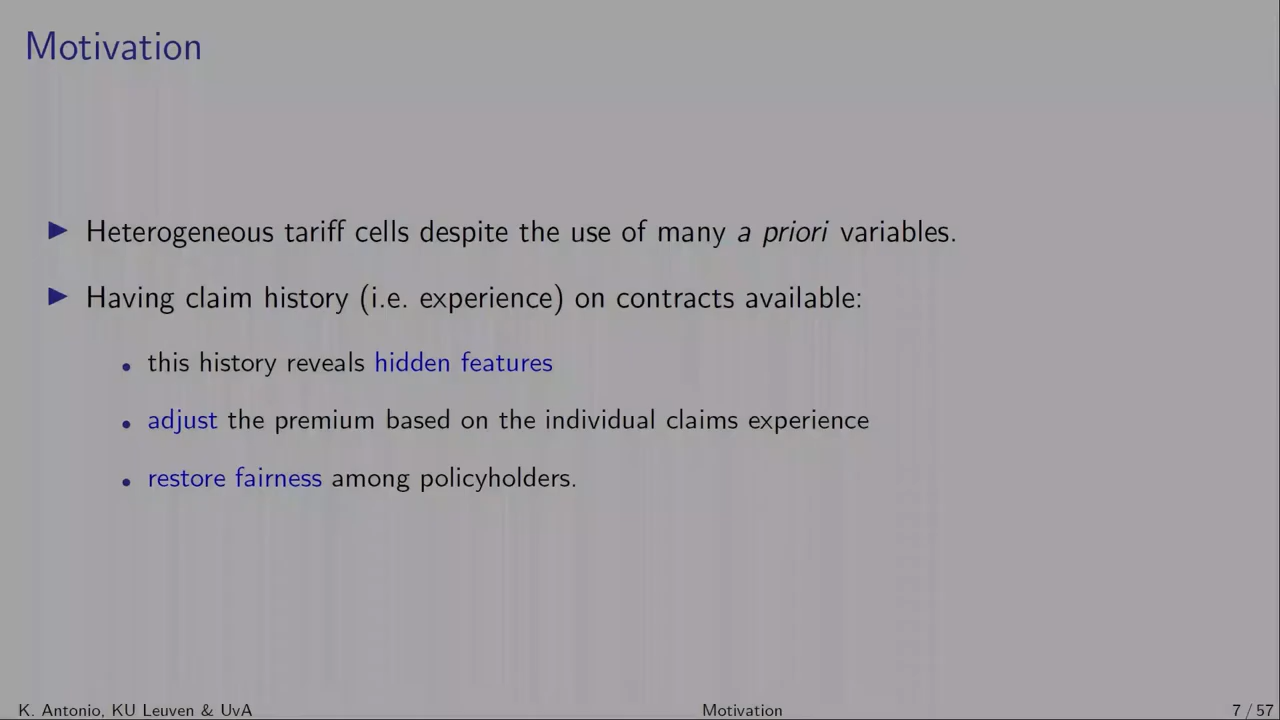 Motivation
Heterogeneous tariff cells despite the use of many a priori variables.
Having claim history (i.e. experience) on contracts available:
this history reveals hidden features
adjust the premium based on the individual claims experience
restore fairness among policyholders.
K. Antonio, KU Leuven & UvA
Motivation
7 / 57